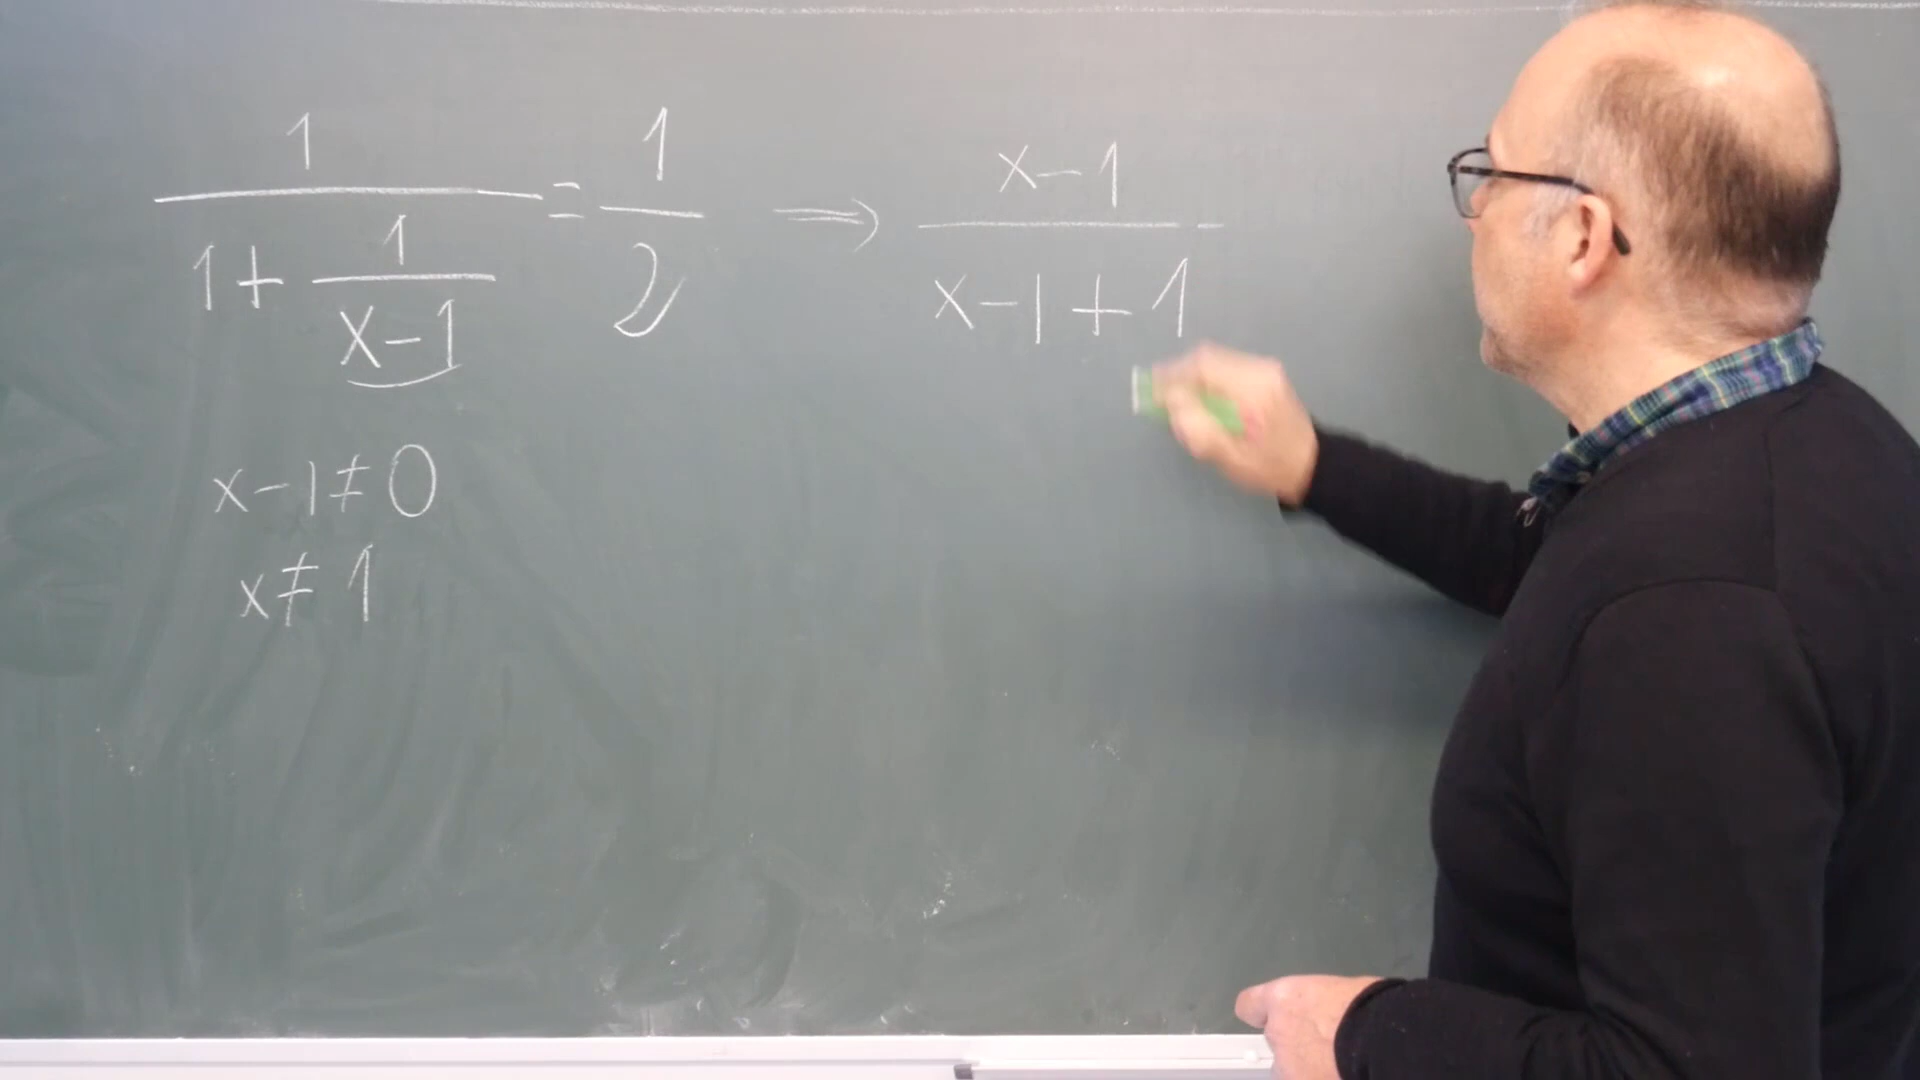 1/(1+1/(x-1)) = 1/2 ⟹ (x-1)/(x-1+1)
x-1≠0
x≠1